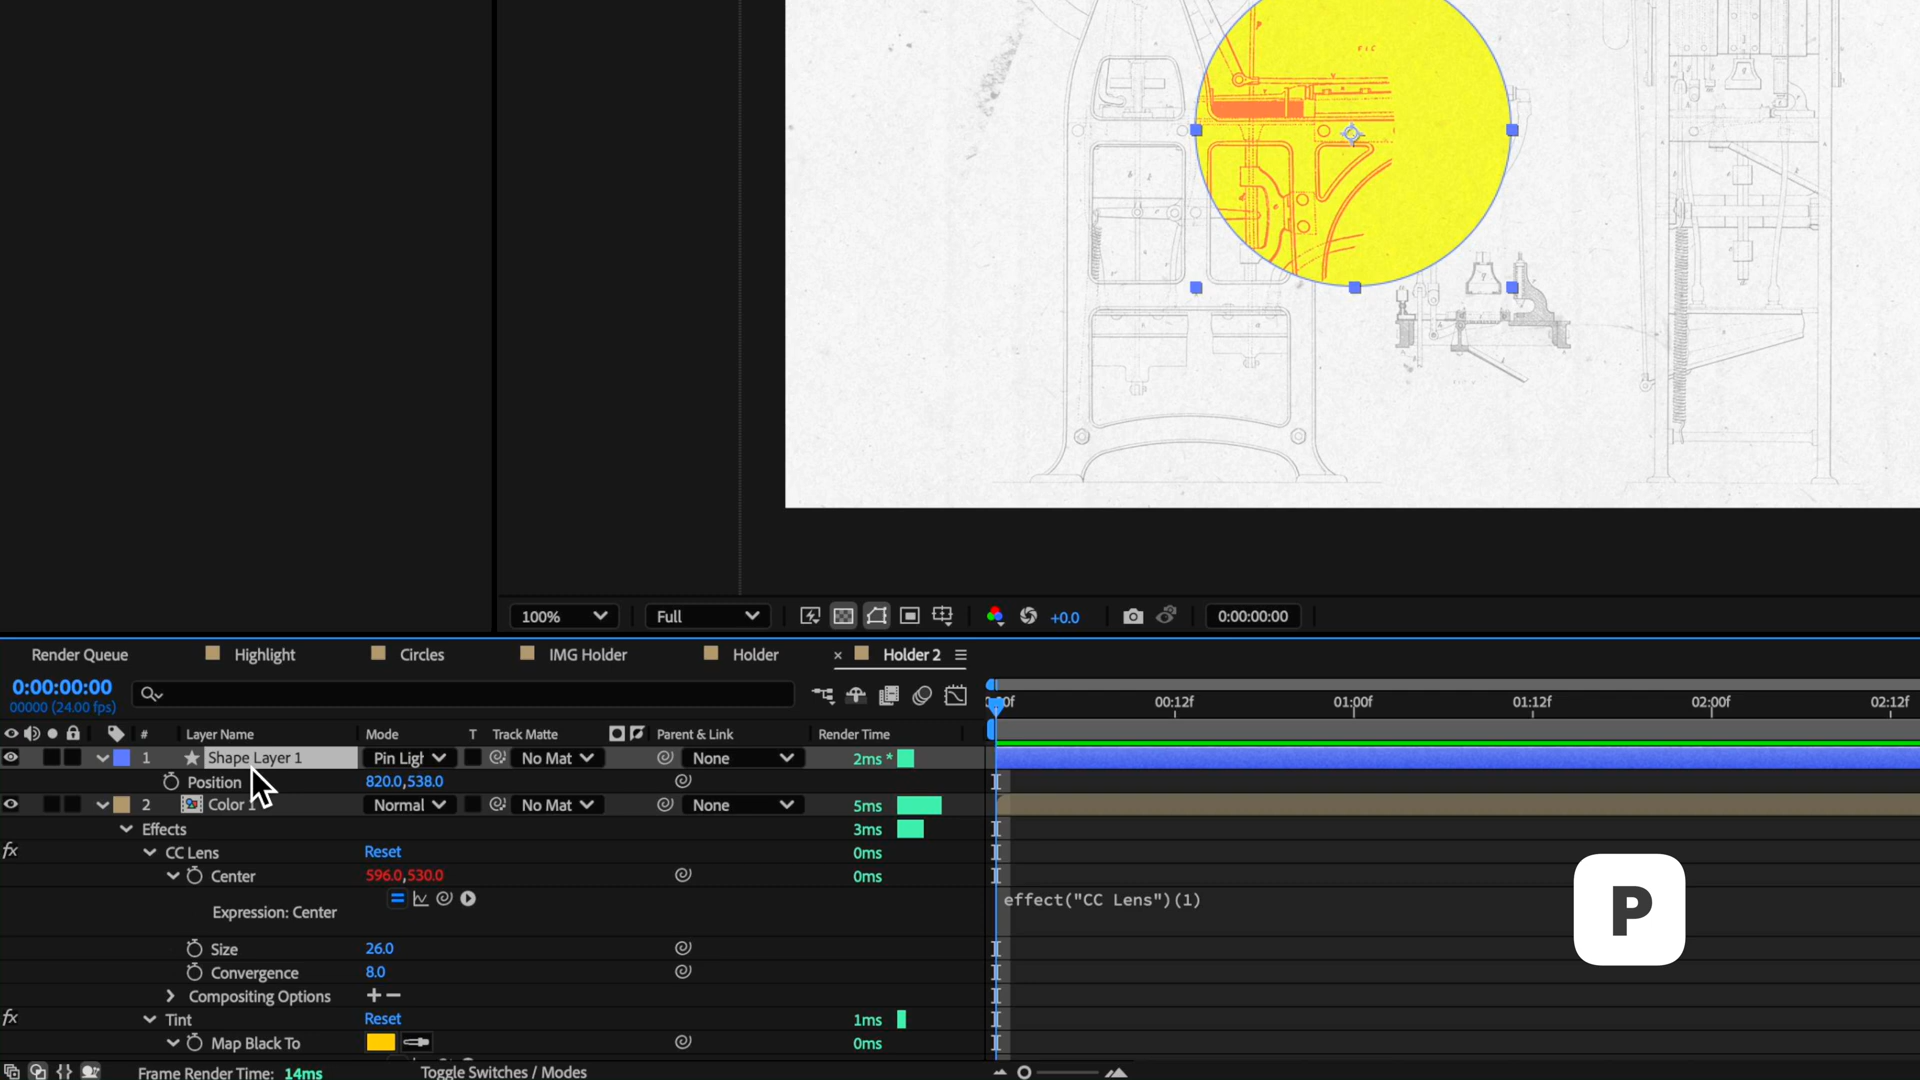 100%
Full
+0.0
0:00:00:00
Render Queue
Highlight
Circles
IMG Holder
Holder
× Holder 2
0:00:00:00
00000 (24.00 fps)
00:12f
01:00f
01:12f
02:00f
02:12f
# Layer Name Mode T Track Matte Parent & Link Render Time
1 Shape Layer 1 Pin Ligh No Mat None 2ms *
Position 820.0,538.0
2 Color Normal No Mat None 5ms
Effects 3ms
fx CC Lens Reset 0ms
Center 596.0,530.0 0ms
Expression: Center effect("CC Lens")(1)
Size 26.0
Convergence 8.0
Compositing Options + −
fx Tint Reset 1ms
Map Black To 0ms
Frame Render Time: 14ms Toggle Switches / Modes
P